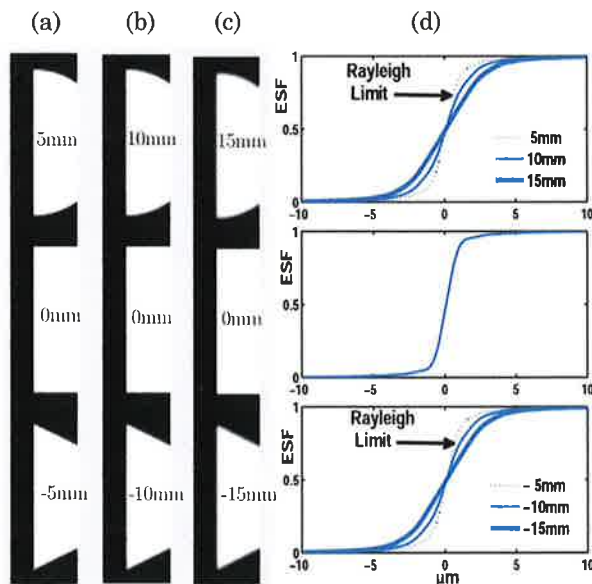 (a) (b) (c) (d)
5mm 10mm 15mm
0mm 0mm 0mm
-5mm -10mm -15mm
ESF
1
0.5
0
Rayleigh
Limit
5mm
10mm
15mm
-10 -5 0 5 10
ESF
1
0.5
0
-10 -5 0 5 10
ESF
1
0.5
0
Rayleigh
Limit
- 5mm
-10mm
-15mm
-10 -5 0 5 10
μm